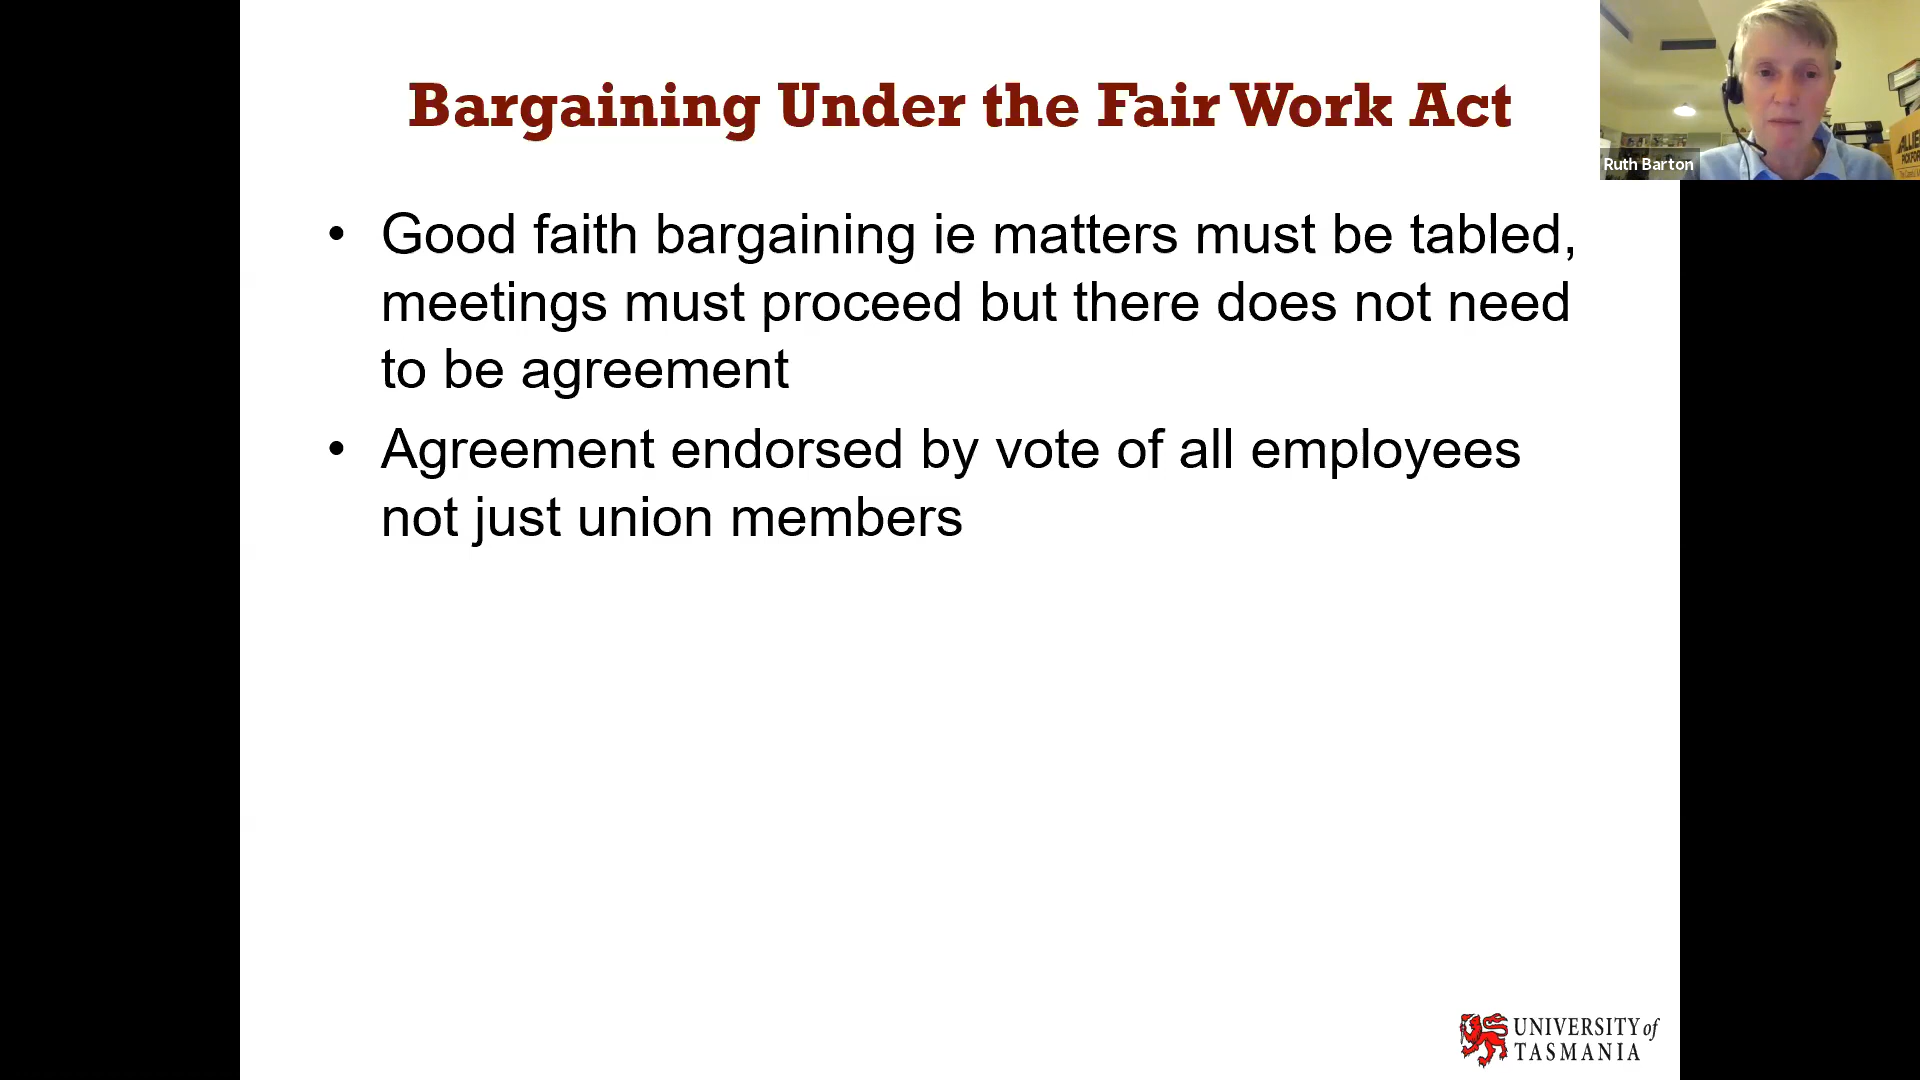 Bargaining Under the Fair Work Act
Ruth Barton
• Good faith bargaining ie matters must be tabled,
meetings must proceed but there does not need
to be agreement
• Agreement endorsed by vote of all employees
not just union members
UNIVERSITY of
TASMANIA